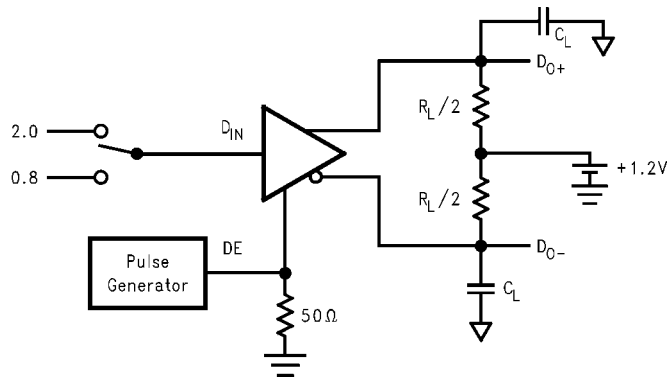 C_L
D_O+
R_L/2
2.0
D_IN
+1.2V
0.8
R_L/2
DE
D_O-
Pulse
Generator
50Ω
C_L